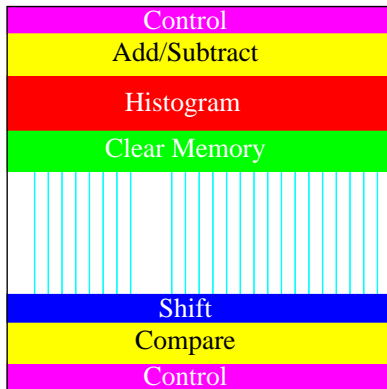 Control
Add/Subtract
Histogram
Clear Memory
Shift
Compare
Control